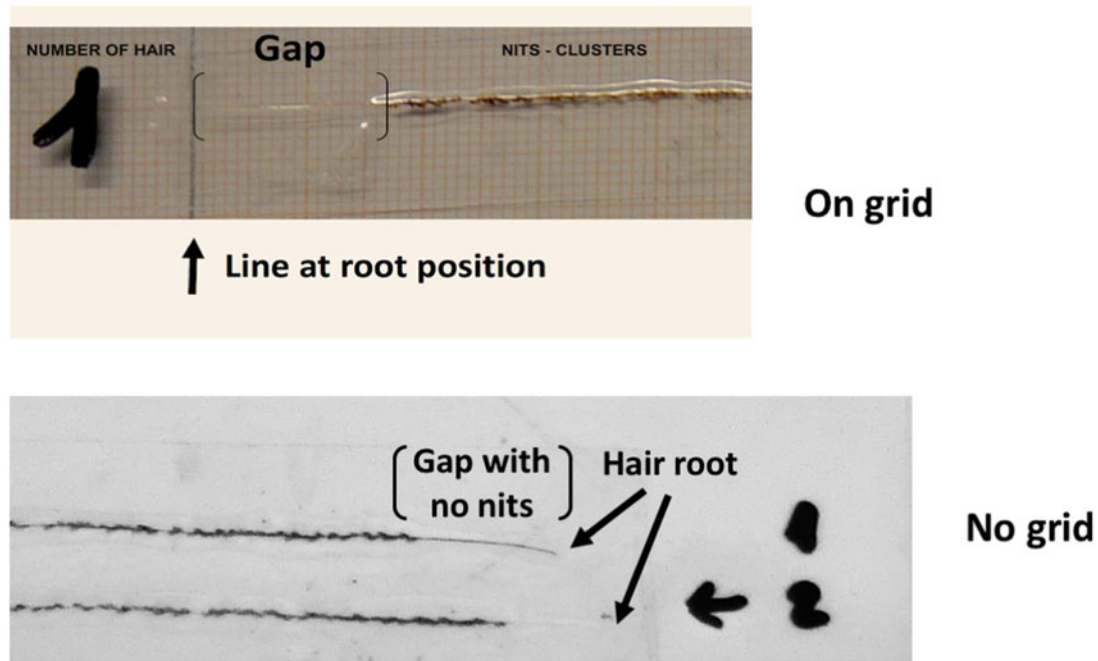 NUMBER OF HAIR
Gap
NITS - CLUSTERS
1
On grid
Line at root position
Gap with
no nits
Hair root
No grid
2